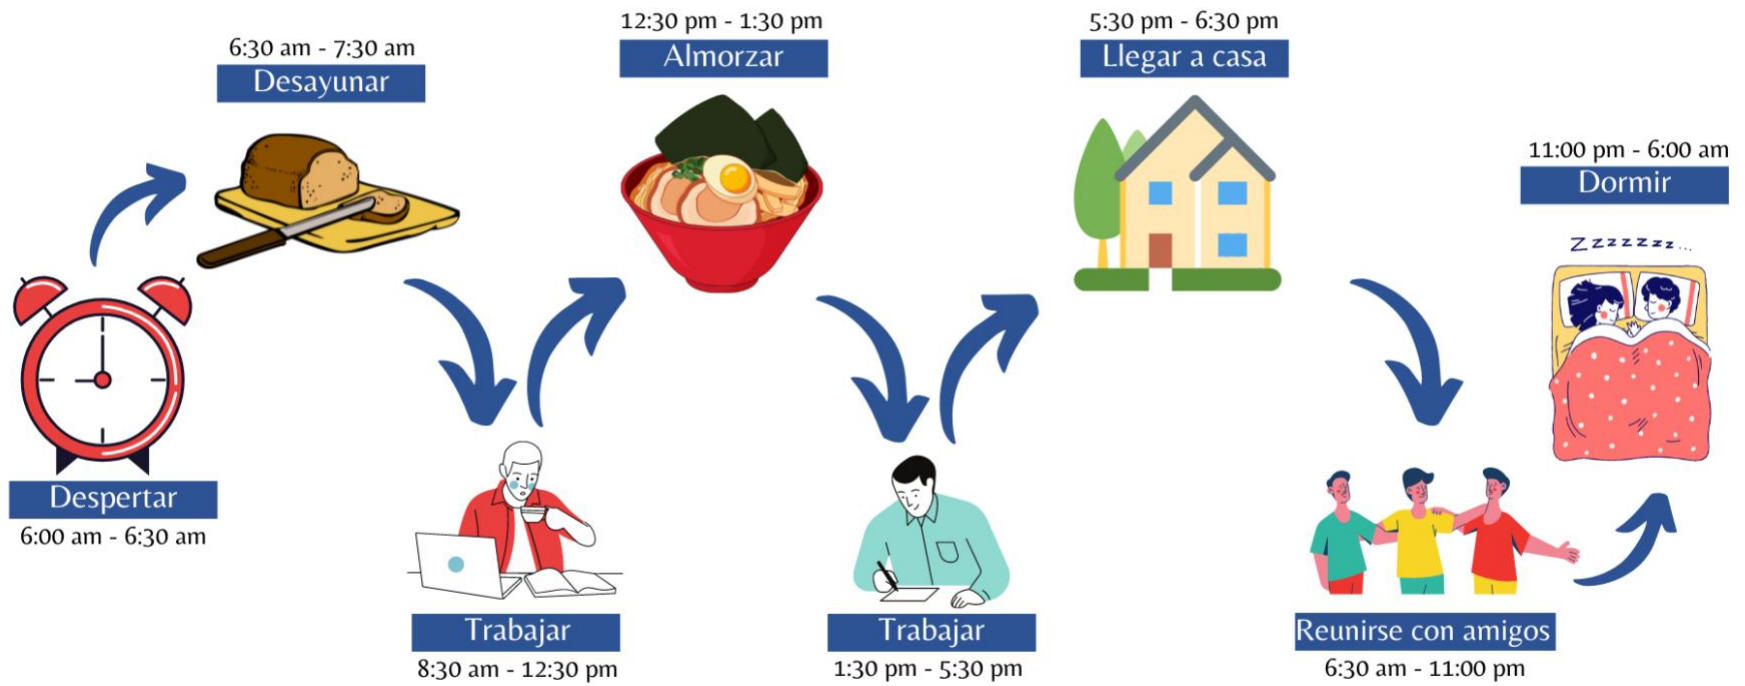 Despertar
6:00 am - 6:30 am
6:30 am - 7:30 am
Desayunar
Trabajar
8:30 am - 12:30 pm
12:30 pm - 1:30 pm
Almorzar
Trabajar
1:30 pm - 5:30 pm
5:30 pm - 6:30 pm
Llegar a casa
Reunirse con amigos
6:30 am - 11:00 pm
11:00 pm - 6:00 am
Dormir
Zzzzzzz...